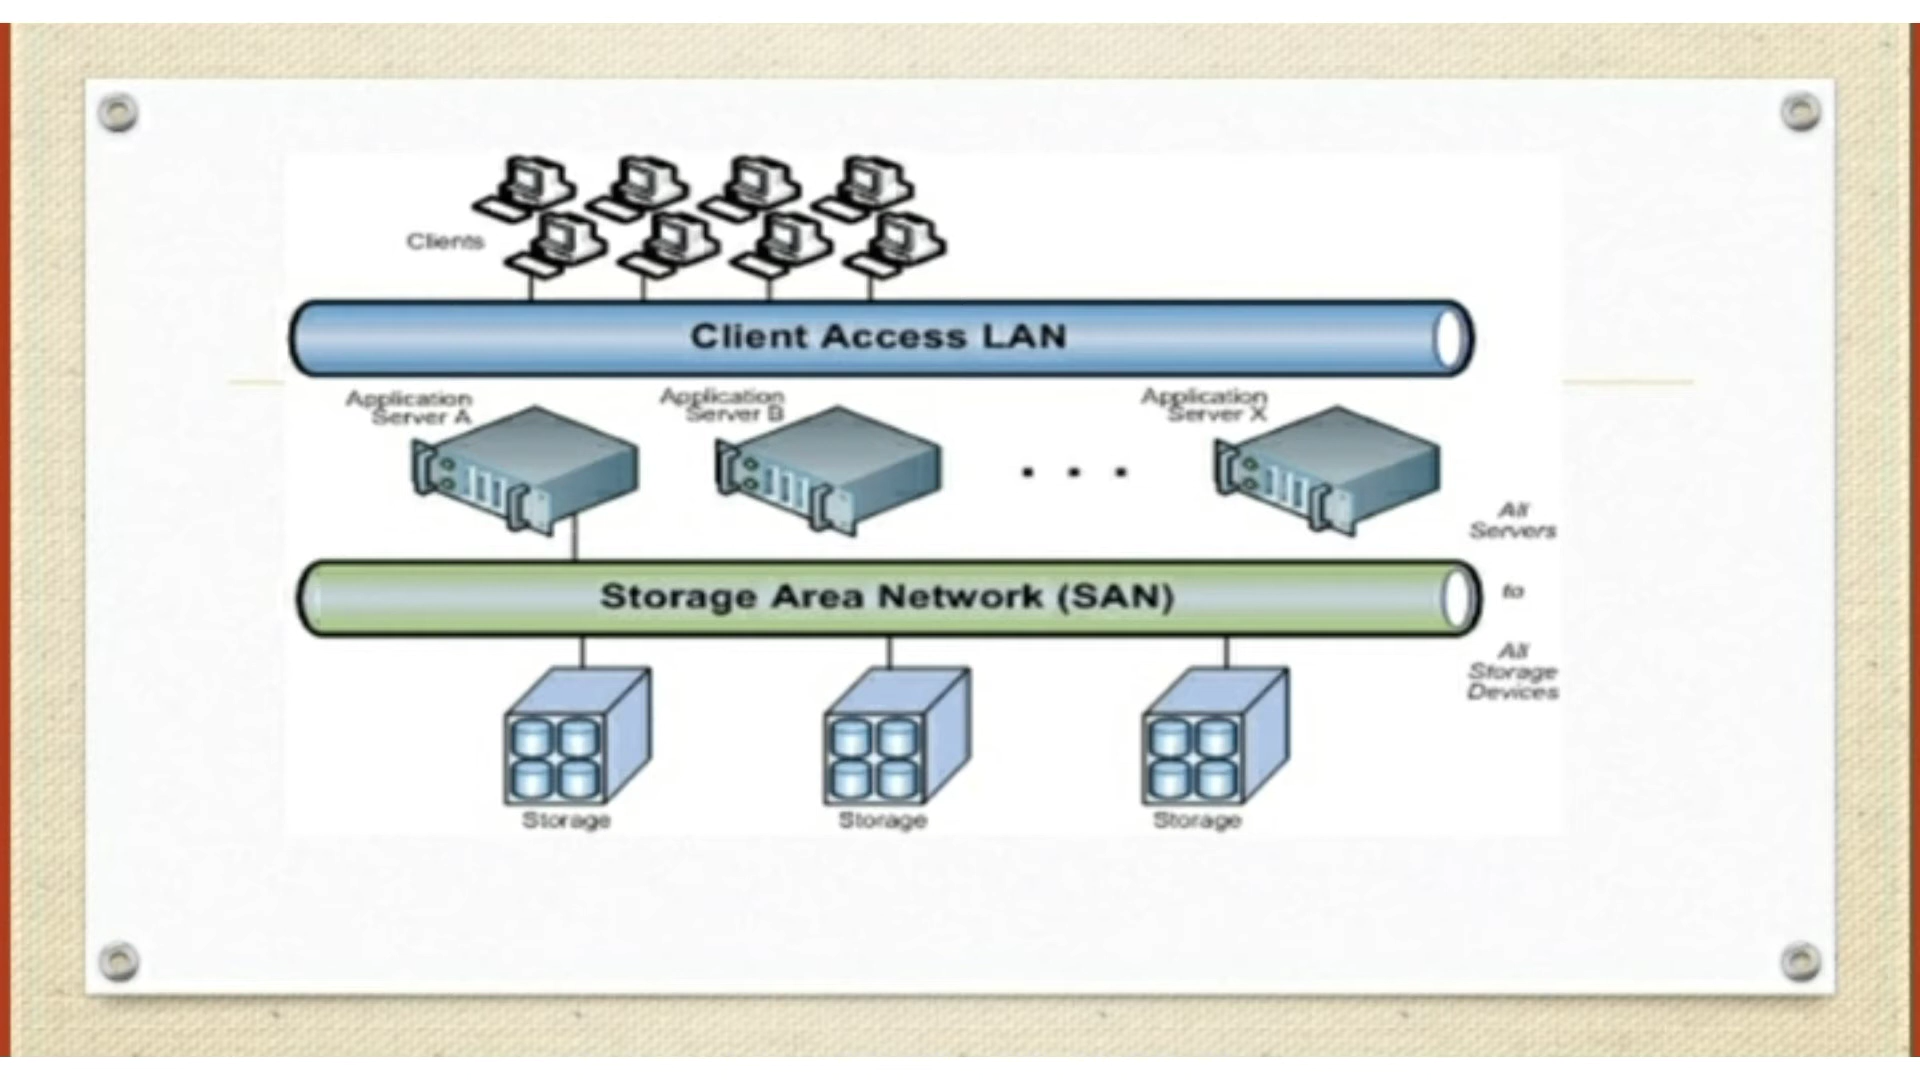 Clients
Client Access LAN
Application
Server A
Application
Server B
Application
Server X
All
Servers
Storage Area Network (SAN)
to
All
Storage
Devices
Storage
Storage
Storage